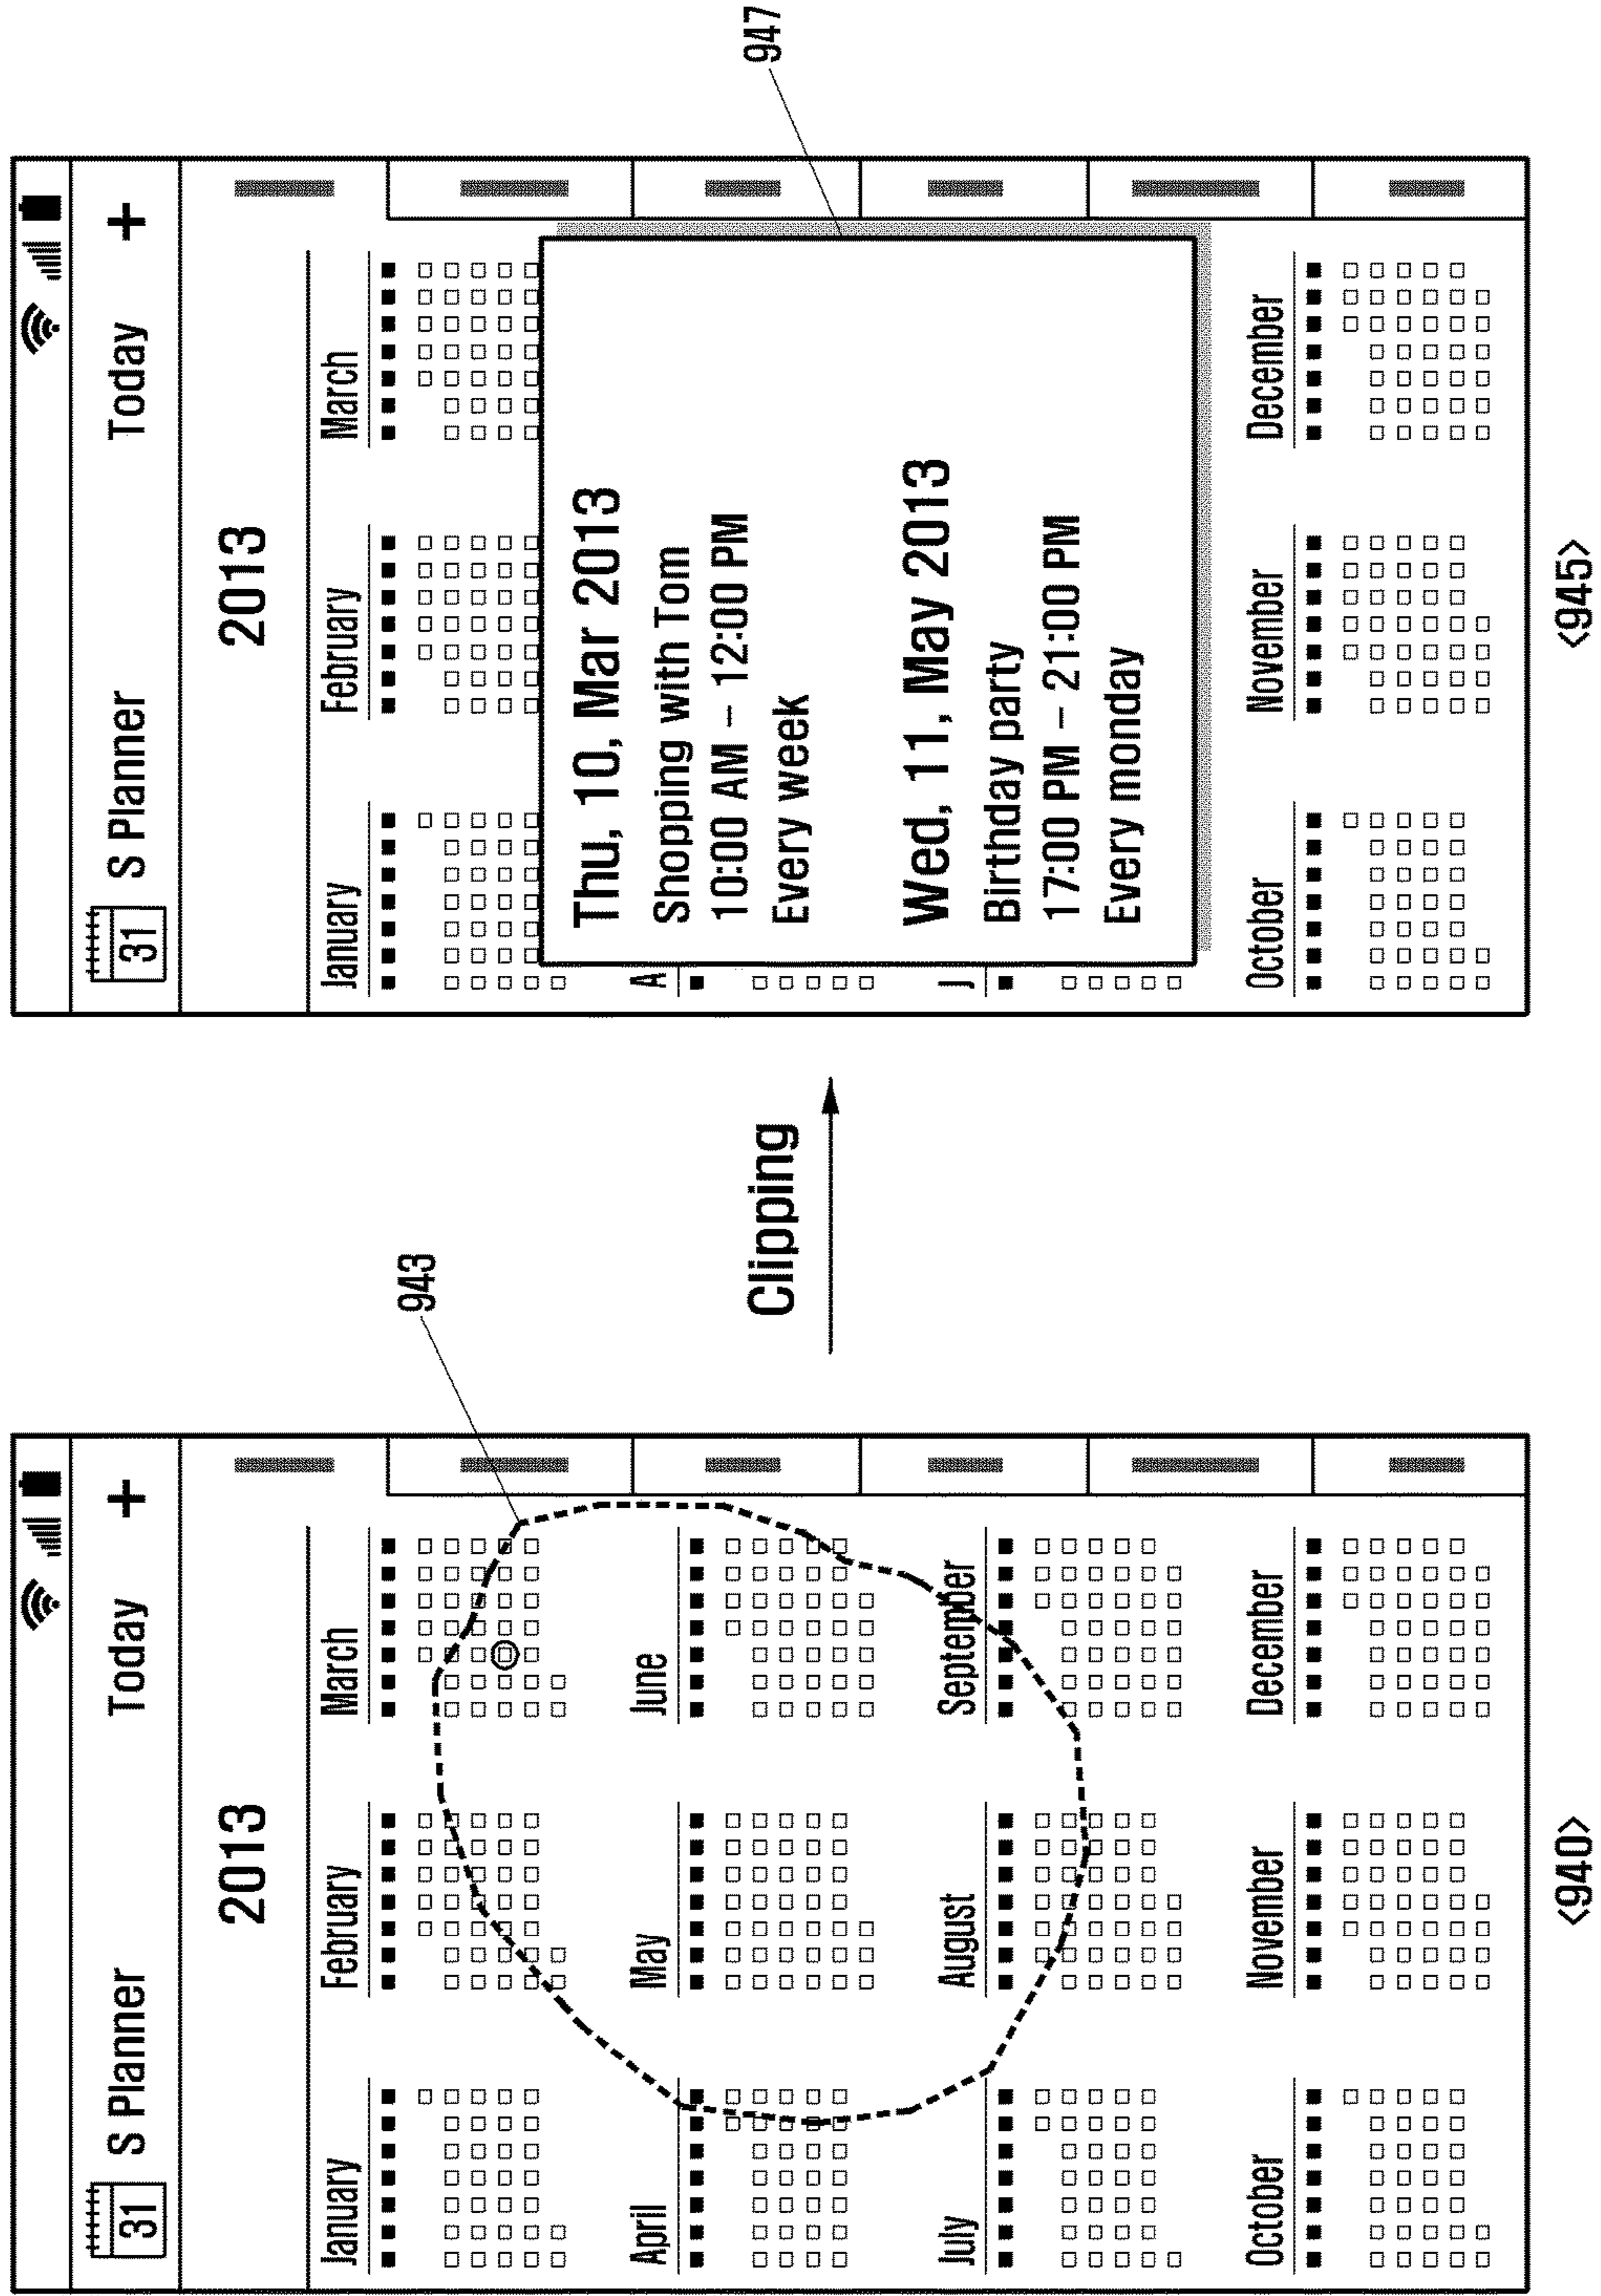 31 S Planner Today +
2013
January February March
April May June
July August September
October November December
943
<940>
Clipping
31 S Planner Today +
2013
January February March
A
J
Thu, 10, Mar 2013
Shopping with Tom
10:00 AM – 12:00 PM
Every week
Wed, 11, May 2013
Birthday party
17:00 PM – 21:00 PM
Every monday
October November December
947
<945>